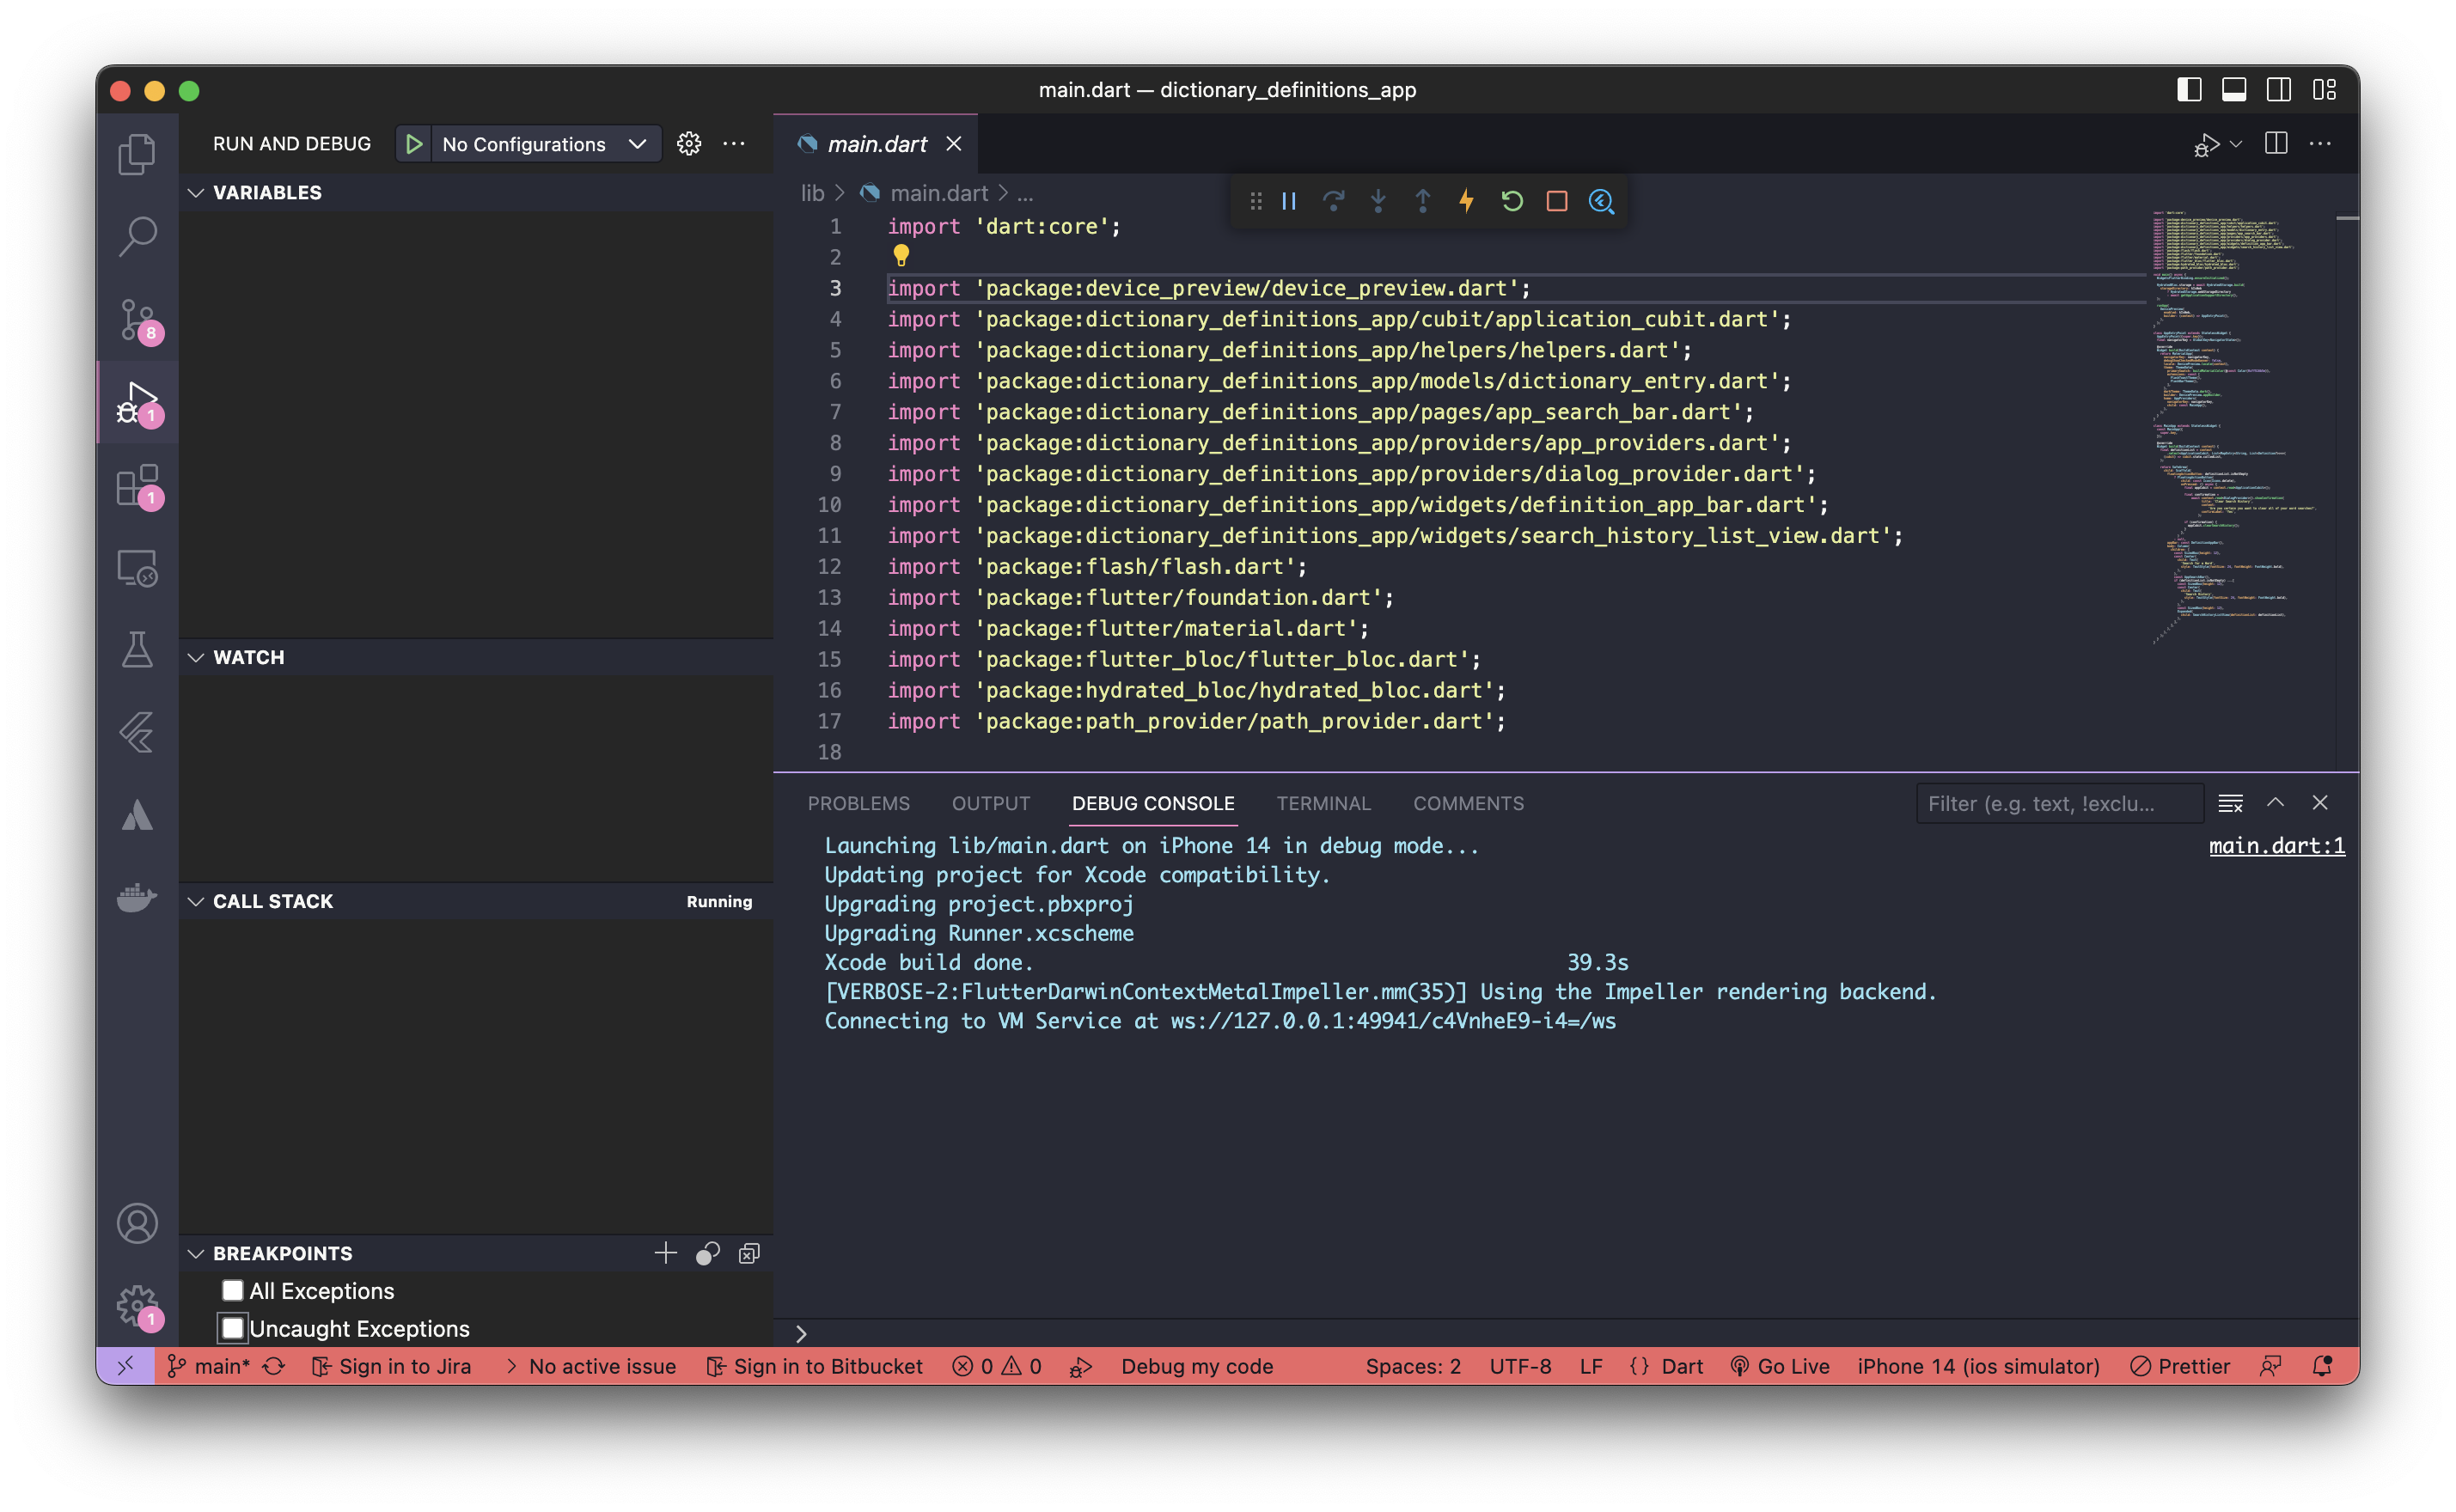 main.dart — dictionary_definitions_app
RUN AND DEBUG
No Configurations
VARIABLES
WATCH
CALL STACK
Running
BREAKPOINTS
All Exceptions
Uncaught Exceptions
8
1
1
1
main.dart
lib > main.dart > ...
1 import 'dart:core';
2
3 import 'package:device_preview/device_preview.dart';
4 import 'package:dictionary_definitions_app/cubit/application_cubit.dart';
5 import 'package:dictionary_definitions_app/helpers/helpers.dart';
6 import 'package:dictionary_definitions_app/models/dictionary_entry.dart';
7 import 'package:dictionary_definitions_app/pages/app_search_bar.dart';
8 import 'package:dictionary_definitions_app/providers/app_providers.dart';
9 import 'package:dictionary_definitions_app/providers/dialog_provider.dart';
10 import 'package:dictionary_definitions_app/widgets/definition_app_bar.dart';
11 import 'package:dictionary_definitions_app/widgets/search_history_list_view.dart';
12 import 'package:flash/flash.dart';
13 import 'package:flutter/foundation.dart';
14 import 'package:flutter/material.dart';
15 import 'package:flutter_bloc/flutter_bloc.dart';
16 import 'package:hydrated_bloc/hydrated_bloc.dart';
17 import 'package:path_provider/path_provider.dart';
18
PROBLEMS OUTPUT DEBUG CONSOLE TERMINAL COMMENTS
Filter (e.g. text, !exclu...
Launching lib/main.dart on iPhone 14 in debug mode... main.dart:1
Updating project for Xcode compatibility.
Upgrading project.pbxproj
Upgrading Runner.xcscheme
Xcode build done. 39.3s
[VERBOSE-2:FlutterDarwinContextMetalImpeller.mm(35)] Using the Impeller rendering backend.
Connecting to VM Service at ws://127.0.0.1:49941/c4VnheE9-i4=/ws
>
main* Sign in to Jira > No active issue Sign in to Bitbucket 0 0 Debug my code Spaces: 2 UTF-8 LF {} Dart Go Live iPhone 14 (ios simulator) Prettier